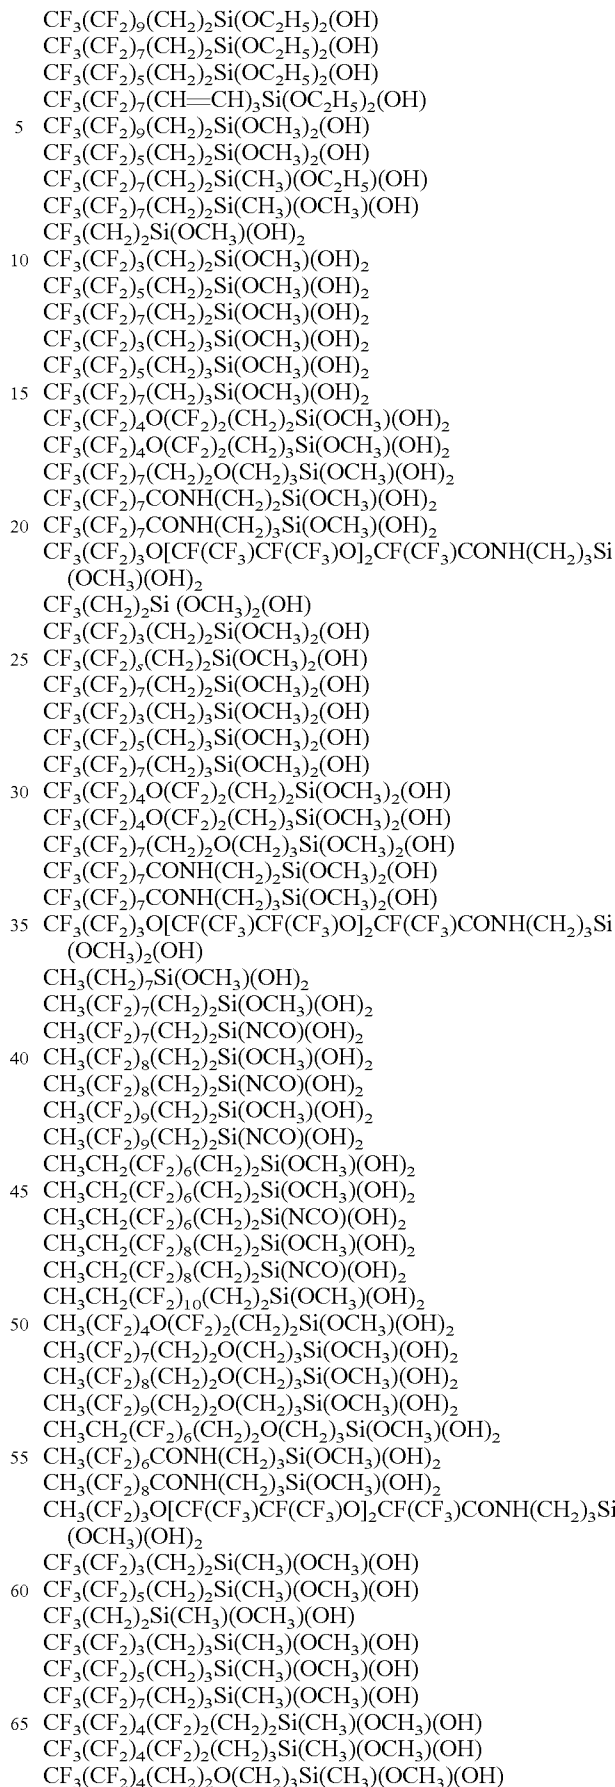 CF₃(CF₂)₉(CH₂)₂Si(OC₂H₅)₂(OH)
CF₃(CF₂)₇(CH₂)₂Si(OC₂H₅)₂(OH)
CF₃(CF₂)₅(CH₂)₂Si(OC₂H₅)₂(OH)
CF₃(CF₂)₇(CH=CH)₃Si(OC₂H₅)₂(OH)
5 CF₃(CF₂)₉(CH₂)₂Si(OCH₃)₂(OH)
CF₃(CF₂)₅(CH₂)₂Si(OCH₃)₂(OH)
CF₃(CF₂)₇(CH₂)₂Si(CH₃)(OC₂H₅)(OH)
CF₃(CF₂)₇(CH₂)₂Si(CH₃)(OCH₃)(OH)
CF₃(CH₂)₂Si(OCH₃)(OH)₂
10 CF₃(CF₂)₃(CH₂)₂Si(OCH₃)(OH)₂
CF₃(CF₂)₅(CH₂)₂Si(OCH₃)(OH)₂
CF₃(CF₂)₇(CH₂)₂Si(OCH₃)(OH)₂
CF₃(CF₂)₃(CH₂)₃Si(OCH₃)(OH)₂
CF₃(CF₂)₅(CH₂)₃Si(OCH₃)(OH)₂
15 CF₃(CF₂)₇(CH₂)₃Si(OCH₃)(OH)₂
CF₃(CF₂)₄O(CF₂)₂(CH₂)₂Si(OCH₃)(OH)₂
CF₃(CF₂)₄O(CF₂)₂(CH₂)₃Si(OCH₃)(OH)₂
CF₃(CF₂)₇(CH₂)₂O(CH₂)₃Si(OCH₃)(OH)₂
CF₃(CF₂)₇CONH(CH₂)₂Si(OCH₃)(OH)₂
20 CF₃(CF₂)₇CONH(CH₂)₃Si(OCH₃)(OH)₂
CF₃(CF₂)₃O[CF(CF₃)CF(CF₃)O]₂CF(CF₃)CONH(CH₂)₃Si
(OCH₃)(OH)₂
CF₃(CH₂)₂Si (OCH₃)₂(OH)
CF₃(CF₂)₃(CH₂)₂Si(OCH₃)₂(OH)
25 CF₃(CF₂)ₛ(CH₂)₂Si(OCH₃)₂(OH)
CF₃(CF₂)₇(CH₂)₂Si(OCH₃)₂(OH)
CF₃(CF₂)₃(CH₂)₃Si(OCH₃)₂(OH)
CF₃(CF₂)₅(CH₂)₃Si(OCH₃)₂(OH)
CF₃(CF₂)₇(CH₂)₃Si(OCH₃)₂(OH)
30 CF₃(CF₂)₄O(CF₂)₂(CH₂)₂Si(OCH₃)₂(OH)
CF₃(CF₂)₄O(CF₂)₂(CH₂)₃Si(OCH₃)₂(OH)
CF₃(CF₂)₇(CH₂)₂O(CH₂)₃Si(OCH₃)₂(OH)
CF₃(CF₂)₇CONH(CH₂)₂Si(OCH₃)₂(OH)
CF₃(CF₂)₇CONH(CH₂)₃Si(OCH₃)₂(OH)
35 CF₃(CF₂)₃O[CF(CF₃)CF(CF₃)O]₂CF(CF₃)CONH(CH₂)₃Si
(OCH₃)₂(OH)
CH₃(CH₂)₇Si(OCH₃)(OH)₂
CH₃(CF₂)₇(CH₂)₂Si(OCH₃)(OH)₂
CH₃(CF₂)₇(CH₂)₂Si(NCO)(OH)₂
40 CH₃(CF₂)₈(CH₂)₂Si(OCH₃)(OH)₂
CH₃(CF₂)₈(CH₂)₂Si(NCO)(OH)₂
CH₃(CF₂)₉(CH₂)₂Si(OCH₃)(OH)₂
CH₃(CF₂)₉(CH₂)₂Si(NCO)(OH)₂
CH₃CH₂(CF₂)₆(CH₂)₂Si(OCH₃)(OH)₂
45 CH₃CH₂(CF₂)₆(CH₂)₂Si(OCH₃)(OH)₂
CH₃CH₂(CF₂)₆(CH₂)₂Si(NCO)(OH)₂
CH₃CH₂(CF₂)₈(CH₂)₂Si(OCH₃)(OH)₂
CH₃CH₂(CF₂)₈(CH₂)₂Si(NCO)(OH)₂
CH₃CH₂(CF₂)₁₀(CH₂)₂Si(OCH₃)(OH)₂
50 CH₃(CF₂)₄O(CF₂)₂(CH₂)₂Si(OCH₃)(OH)₂
CH₃(CF₂)₇(CH₂)₂O(CH₂)₃Si(OCH₃)(OH)₂
CH₃(CF₂)₈(CH₂)₂O(CH₂)₃Si(OCH₃)(OH)₂
CH₃(CF₂)₉(CH₂)₂O(CH₂)₃Si(OCH₃)(OH)₂
CH₃CH₂(CF₂)₆(CH₂)₂O(CH₂)₃Si(OCH₃)(OH)₂
55 CH₃(CF₂)₆CONH(CH₂)₃Si(OCH₃)(OH)₂
CH₃(CF₂)₈CONH(CH₂)₃Si(OCH₃)(OH)₂
CH₃(CF₂)₃O[CF(CF₃)CF(CF₃)O]₂CF(CF₃)CONH(CH₂)₃Si
(OCH₃)(OH)₂
CF₃(CF₂)₃(CH₂)₂Si(CH₃)(OCH₃)(OH)
60 CF₃(CF₂)₅(CH₂)₂Si(CH₃)(OCH₃)(OH)
CF₃(CH₂)₂Si(CH₃)(OCH₃)(OH)
CF₃(CF₂)₃(CH₂)₃Si(CH₃)(OCH₃)(OH)
CF₃(CF₂)₅(CH₂)₃Si(CH₃)(OCH₃)(OH)
CF₃(CF₂)₇(CH₂)₃Si(CH₃)(OCH₃)(OH)
65 CF₃(CF₂)₄(CF₂)₂(CH₂)₂Si(CH₃)(OCH₃)(OH)
CF₃(CF₂)₄(CF₂)₂(CH₂)₃Si(CH₃)(OCH₃)(OH)
CF₃(CF₂)₄(CH₂)₂O(CH₂)₃Si(CH₃)(OCH₃)(OH)